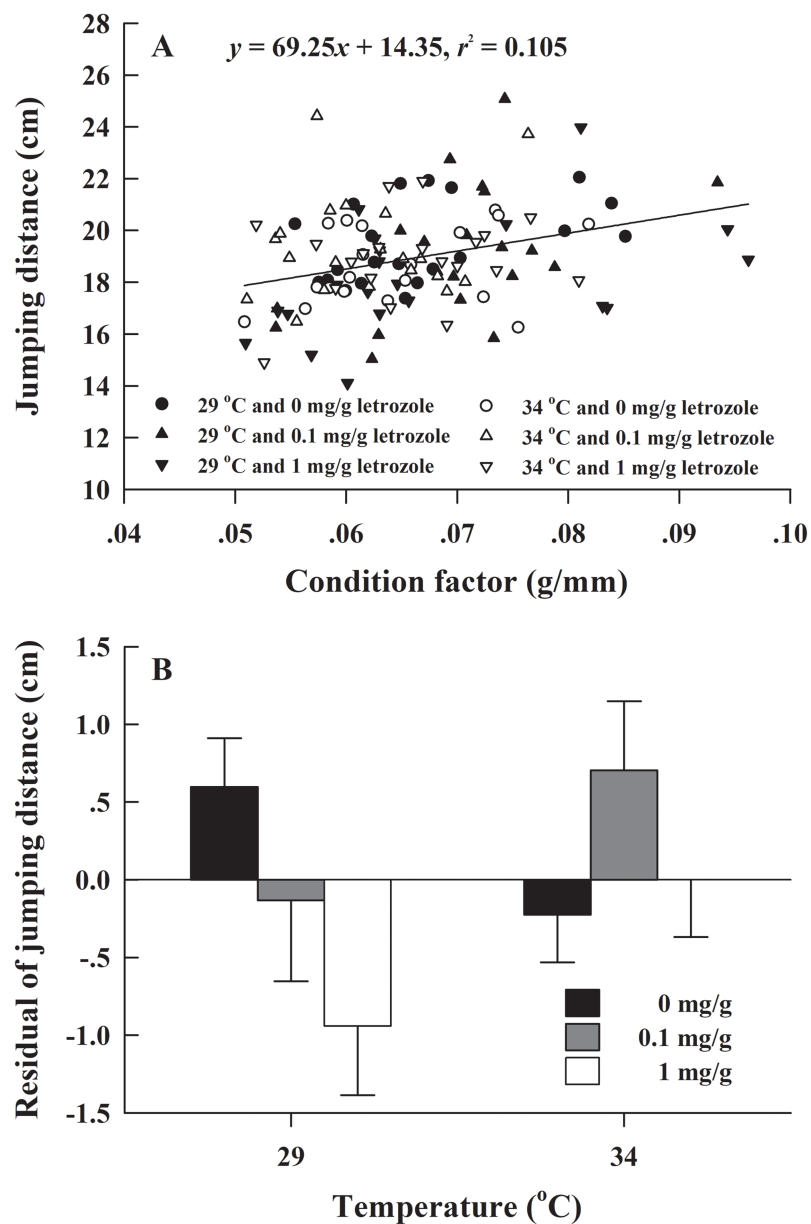 A
y = 69.25x + 14.35, r² = 0.105
28
26
24
22
20
18
16
14
12
10
Jumping distance (cm)
29 °C and 0 mg/g letrozole
29 °C and 0.1 mg/g letrozole
29 °C and 1 mg/g letrozole
34 °C and 0 mg/g letrozole
34 °C and 0.1 mg/g letrozole
34 °C and 1 mg/g letrozole
.04 .05 .06 .07 .08 .09 .10
Condition factor (g/mm)
B
1.5
1.0
.5
0.0
-.5
-1.0
-1.5
Residual of jumping distance (cm)
0 mg/g
0.1 mg/g
1 mg/g
29 34
Temperature (°C)